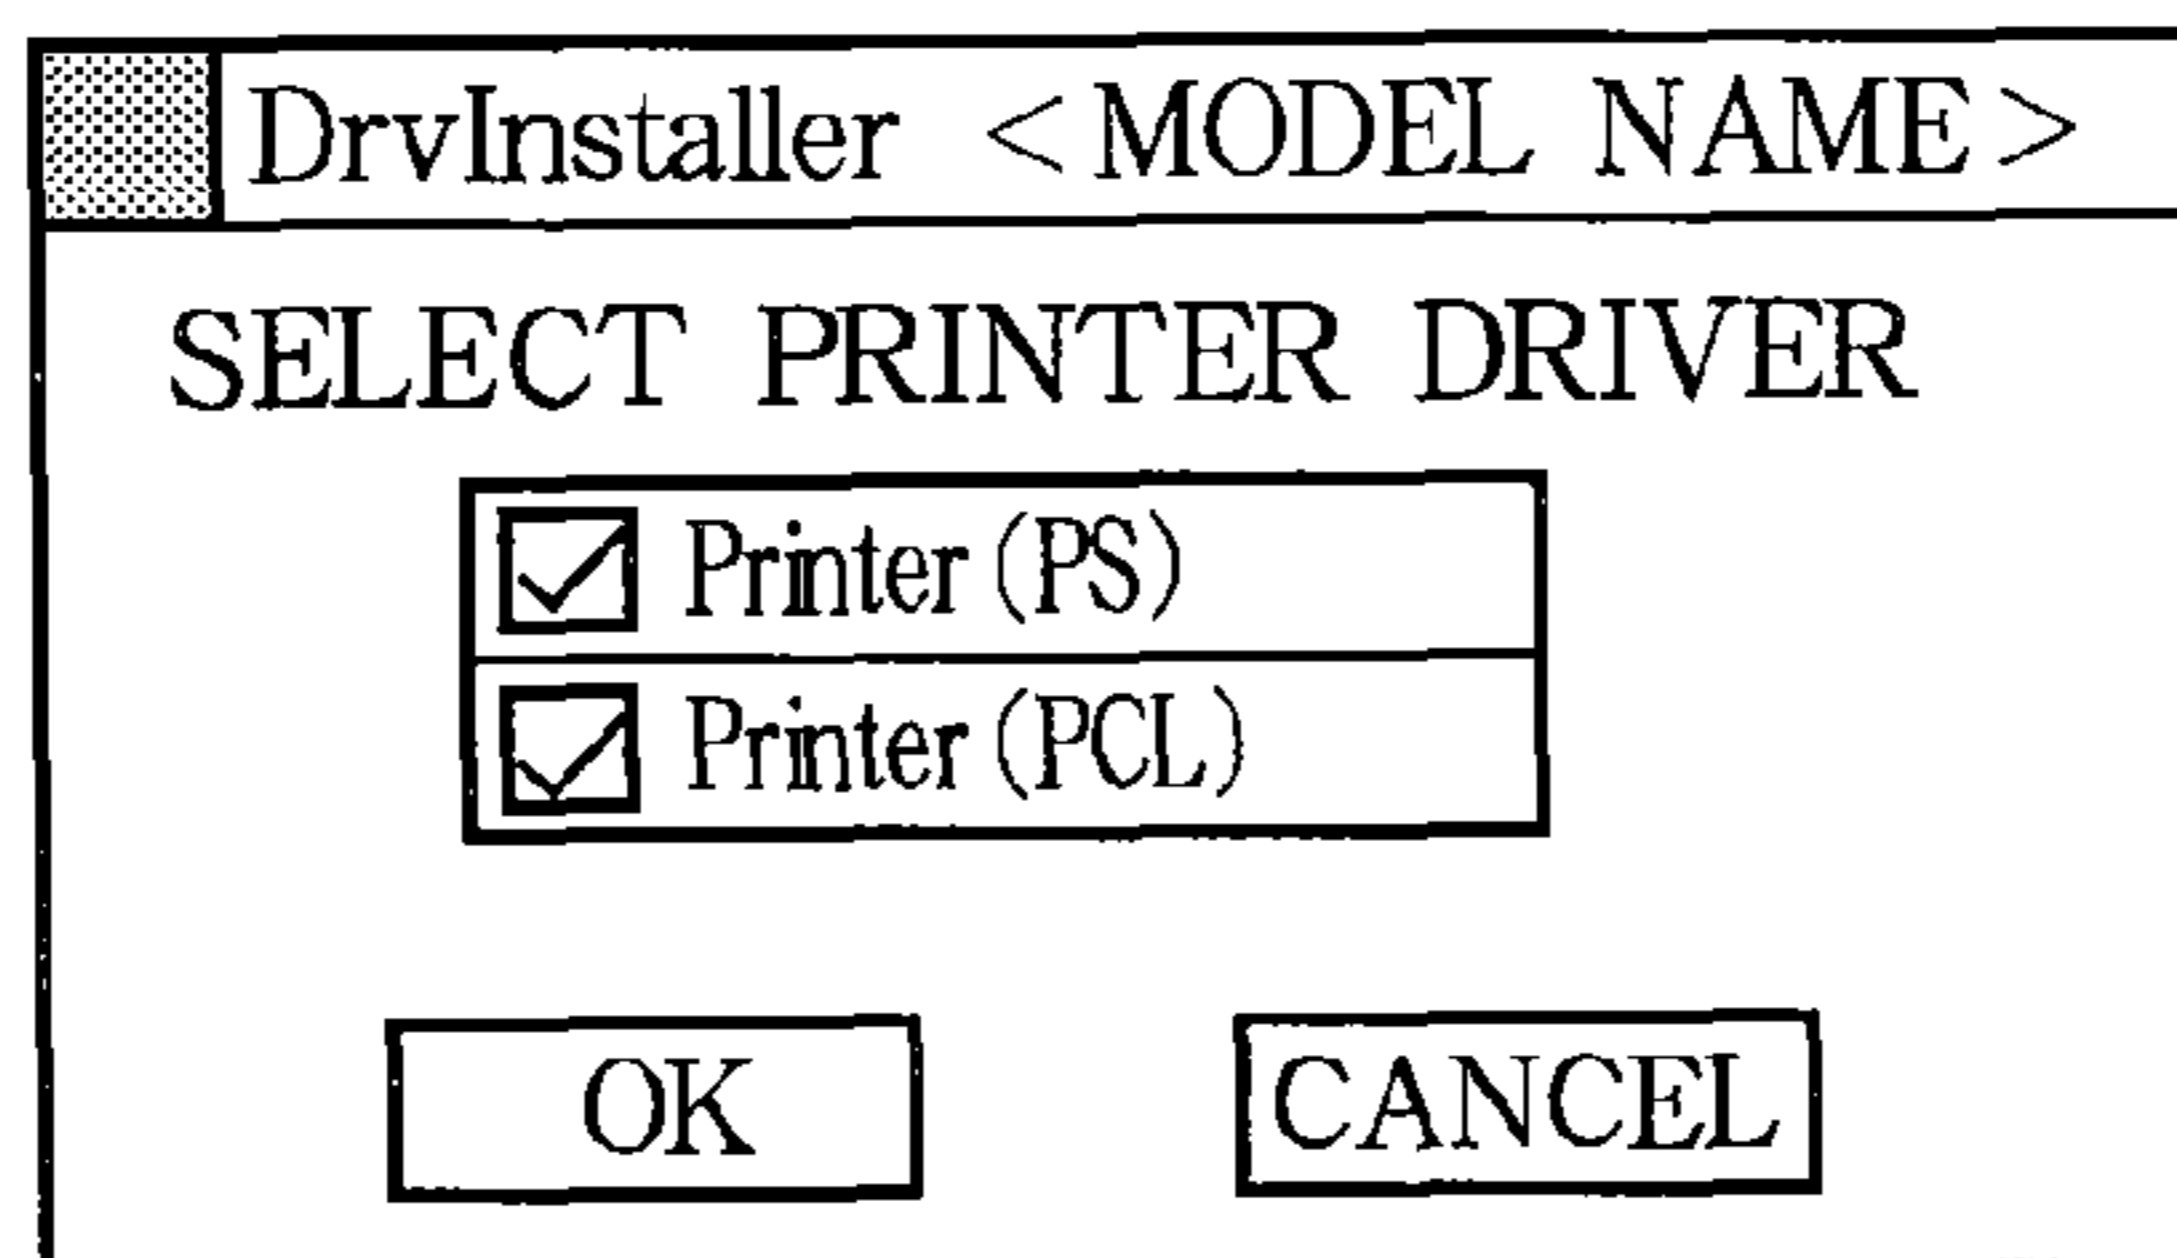 DrvInstaller <MODEL NAME>
SELECT PRINTER DRIVER
Printer (PS)
Printer (PCL)
OK
CANCEL